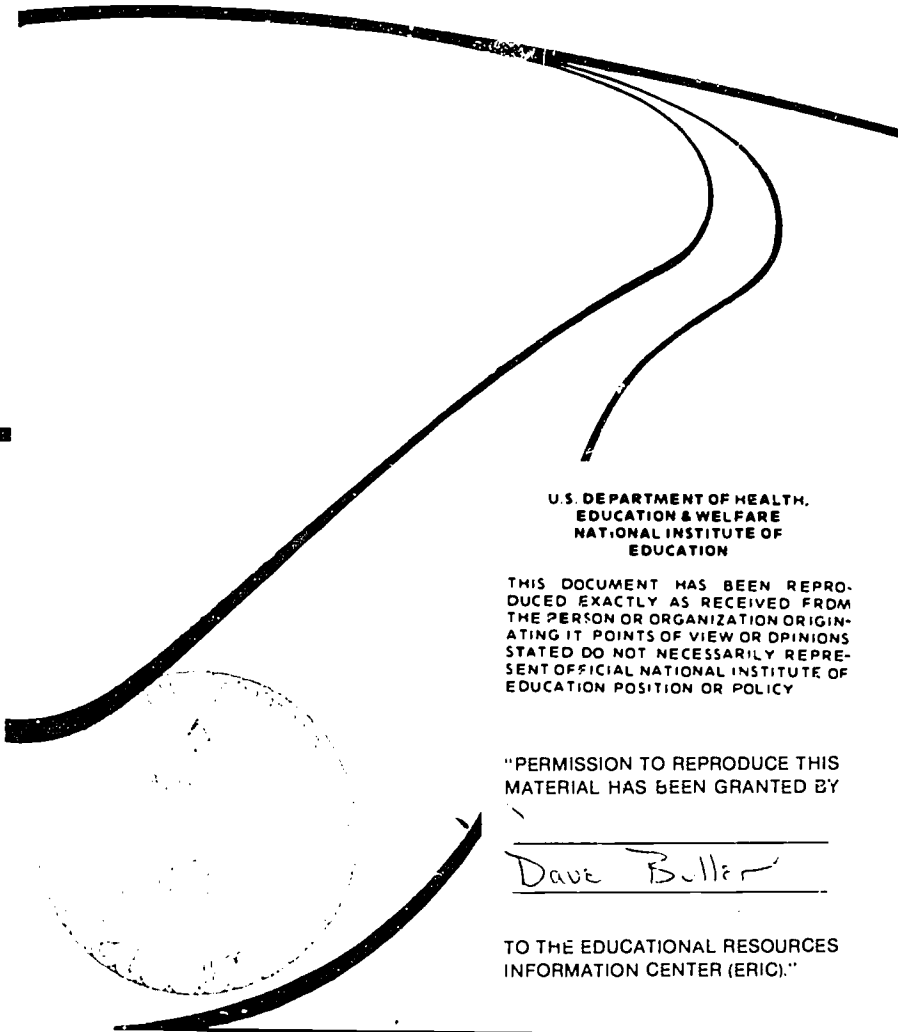 U.S. DEPARTMENT OF HEALTH,
EDUCATION & WELFARE
NATIONAL INSTITUTE OF
EDUCATION
THIS DOCUMENT HAS BEEN REPRO-
DUCED EXACTLY AS RECEIVED FROM
THE PERSON OR ORGANIZATION ORIGIN-
ATING IT POINTS OF VIEW OR OPINIONS
STATED DO NOT NECESSARILY REPRE-
SENT OFFICIAL NATIONAL INSTITUTE OF
EDUCATION POSITION OR POLICY
"PERMISSION TO REPRODUCE THIS
MATERIAL HAS BEEN GRANTED BY
Dave
TO THE EDUCATIONAL RESOURCES
INFORMATION CENTER (ERIC)."